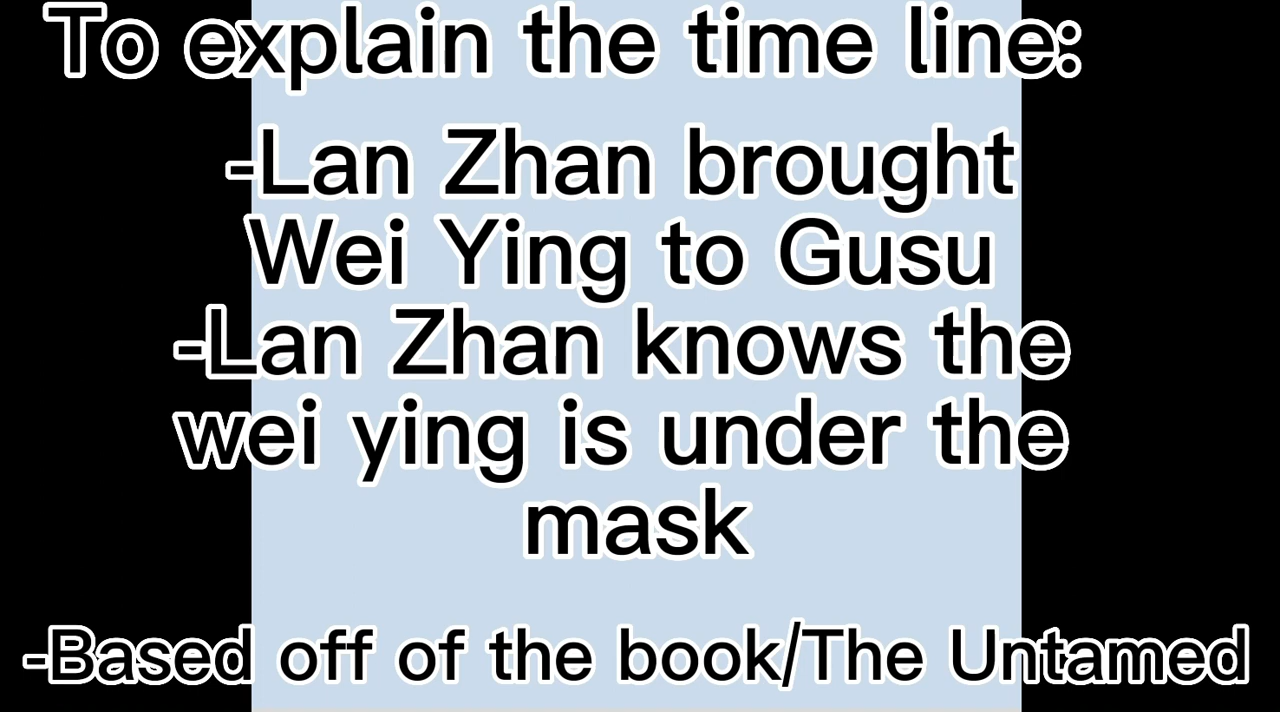 To explain the time line:
-Lan Zhan brought
Wei Ying to Gusu
-Lan Zhan knows the
wei ying is under the
mask
-Based off of the book/The Untamed